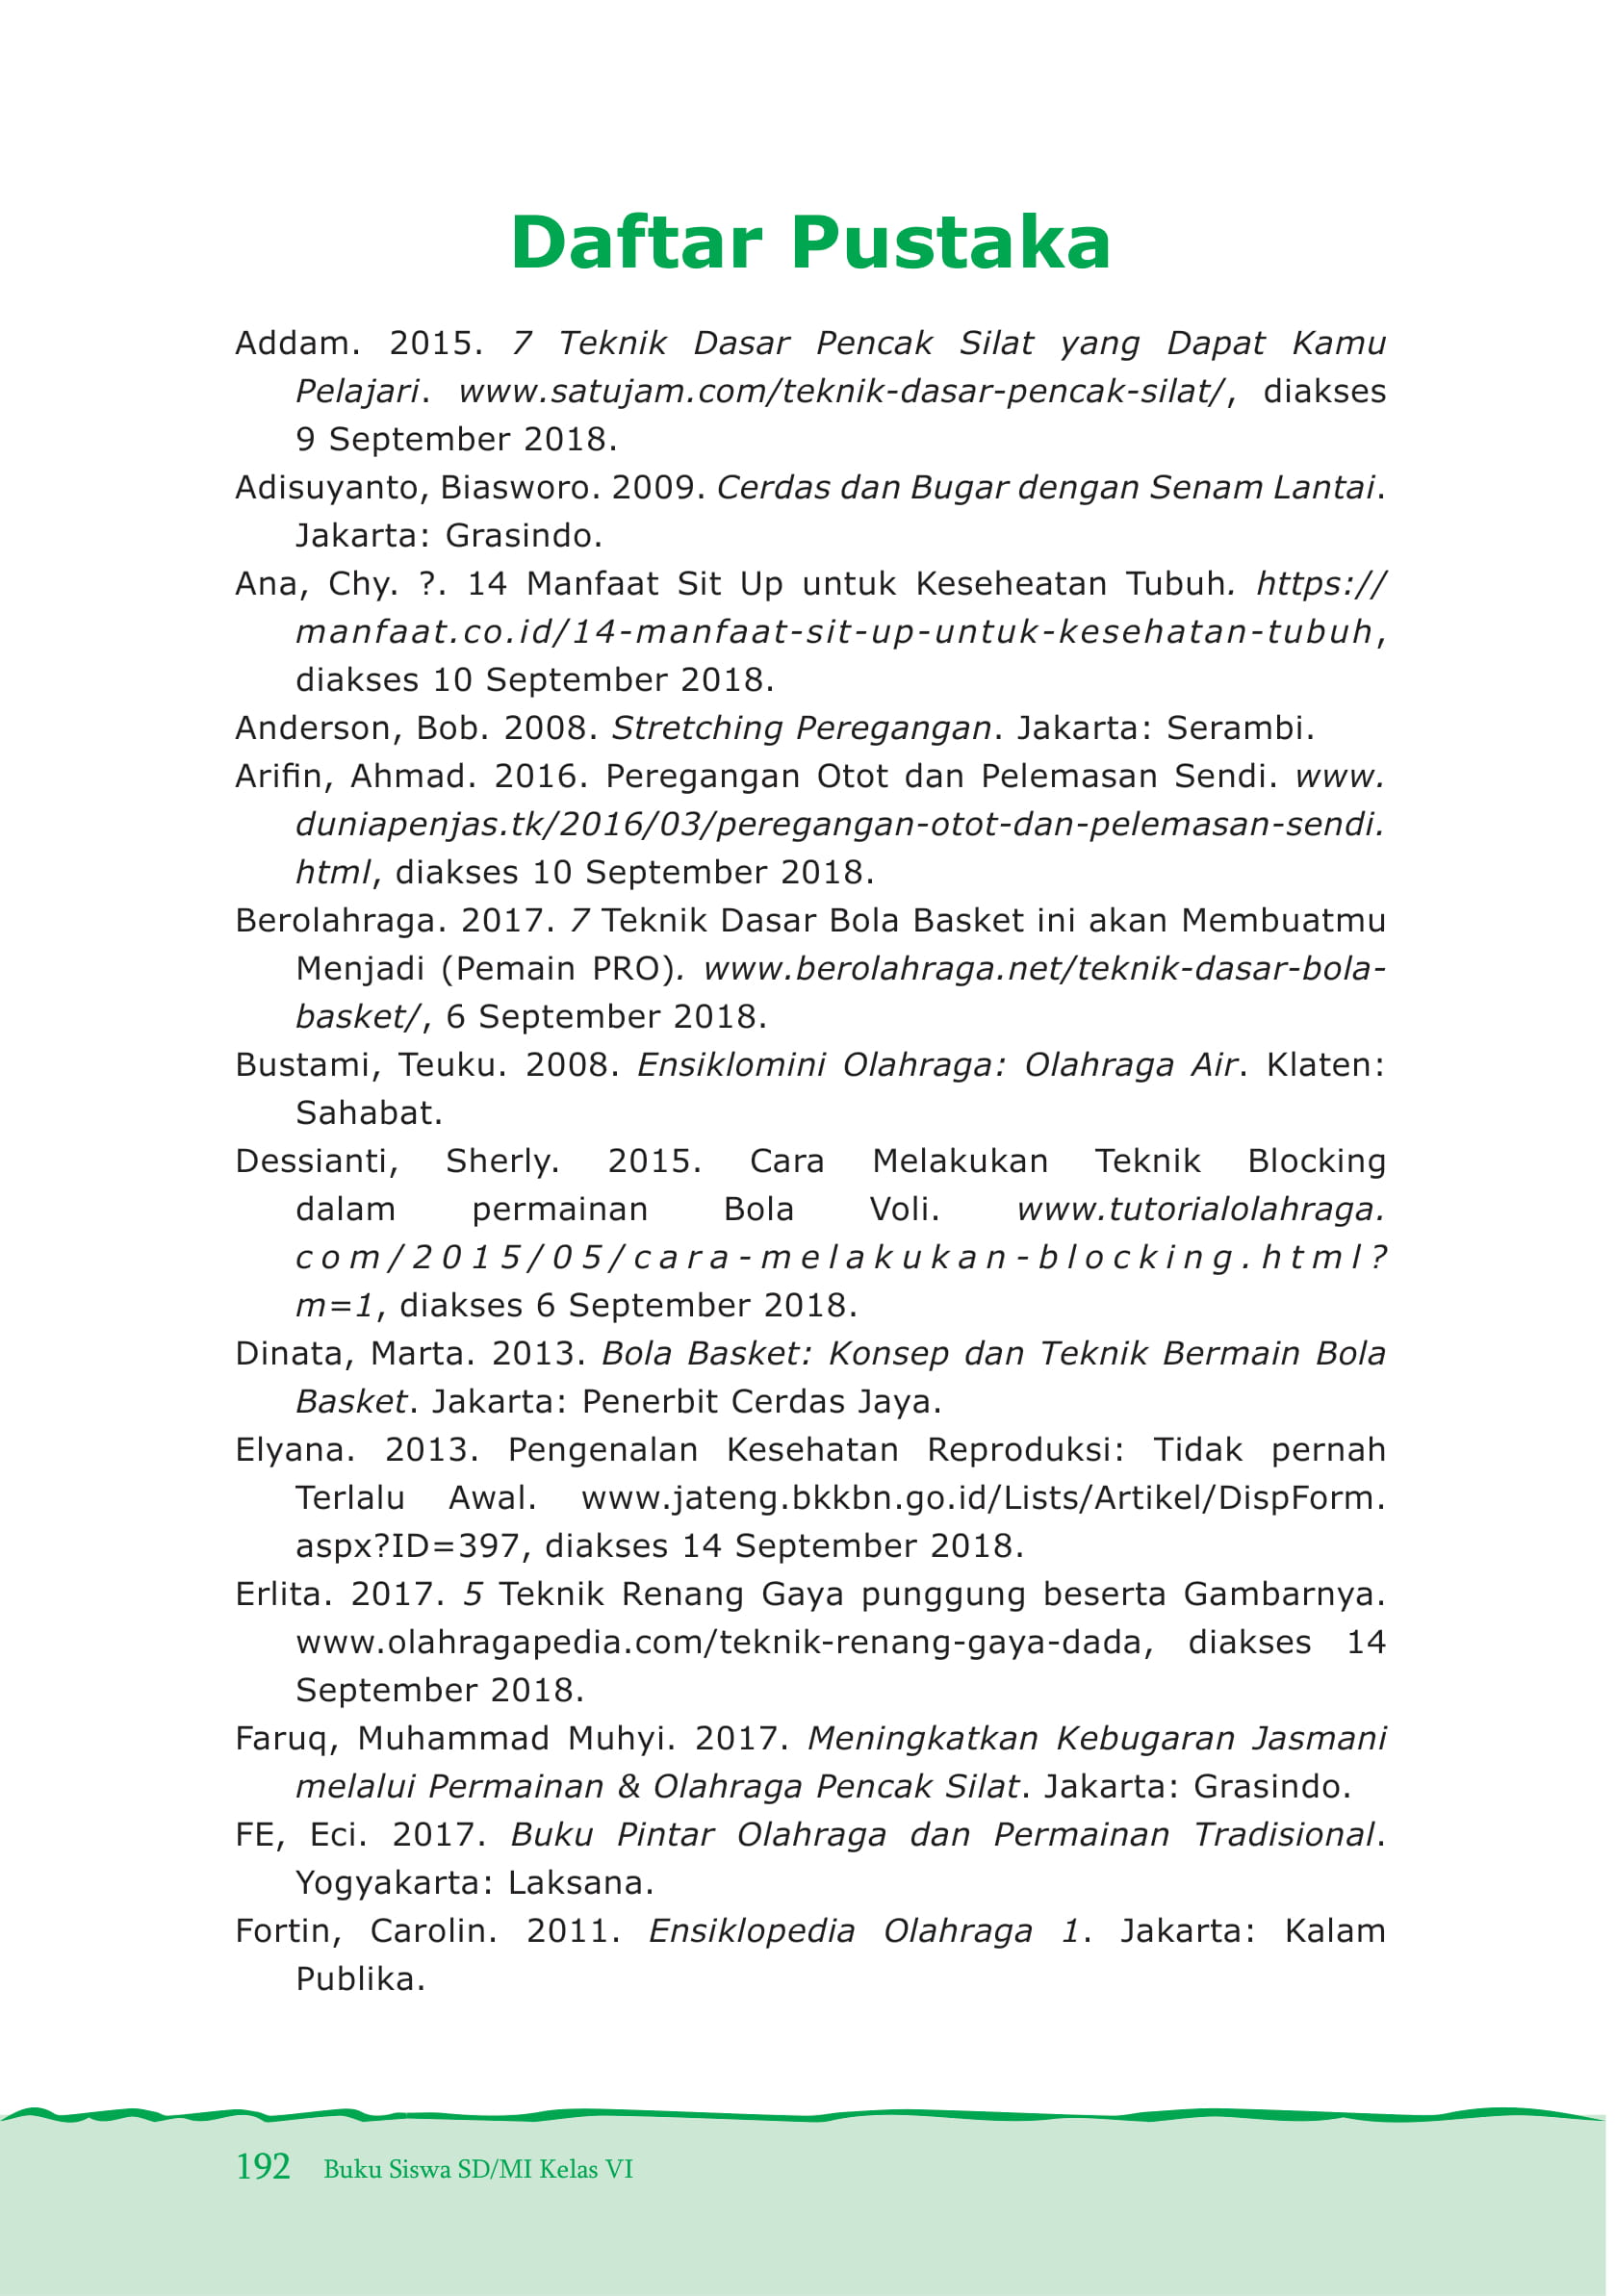 Daftar Pustaka
Addam. 2015. 7 Teknik Dasar Pencak Silat yang Dapat Kamu
Pelajari. www.satujam.com/teknik-dasar-pencak-silat/, diakses
9 September 2018.
Adisuyanto, Biasworo. 2009. Cerdas dan Bugar dengan Senam Lantai.
Jakarta: Grasindo.
Ana, Chy. ?. 14 Manfaat Sit Up untuk Keseheatan Tubuh. https://
manfaat.co.id/14-manfaat-sit-up-untuk-kesehatan-tubuh,
diakses 10 September 2018.
Anderson, Bob. 2008. Stretching Peregangan. Jakarta: Serambi.
Arifin, Ahmad. 2016. Peregangan Otot dan Pelemasan Sendi. www.
duniapenjas.tk/2016/03/peregangan-otot-dan-pelemasan-sendi.
html, diakses 10 September 2018.
Berolahraga. 2017. 7 Teknik Dasar Bola Basket ini akan Membuatmu
Menjadi (Pemain PRO). www.berolahraga.net/teknik-dasar-bola-
basket/, 6 September 2018.
Bustami, Teuku. 2008. Ensiklomini Olahraga: Olahraga Air. Klaten:
Sahabat.
Dessianti, Sherly. 2015. Cara Melakukan Teknik Blocking
dalam permainan Bola Voli. www.tutorialolahraga.
com/2015/05/cara-melakukan-blocking.html?
m=1, diakses 6 September 2018.
Dinata, Marta. 2013. Bola Basket: Konsep dan Teknik Bermain Bola
Basket. Jakarta: Penerbit Cerdas Jaya.
Elyana. 2013. Pengenalan Kesehatan Reproduksi: Tidak pernah
Terlalu Awal. www.jateng.bkkbn.go.id/Lists/Artikel/DispForm.
aspx?ID=397, diakses 14 September 2018.
Erlita. 2017. 5 Teknik Renang Gaya punggung beserta Gambarnya.
www.olahragapedia.com/teknik-renang-gaya-dada, diakses 14
September 2018.
Faruq, Muhammad Muhyi. 2017. Meningkatkan Kebugaran Jasmani
melalui Permainan & Olahraga Pencak Silat. Jakarta: Grasindo.
FE, Eci. 2017. Buku Pintar Olahraga dan Permainan Tradisional.
Yogyakarta: Laksana.
Fortin, Carolin. 2011. Ensiklopedia Olahraga 1. Jakarta: Kalam
Publika.
192 Buku Siswa SD/MI Kelas VI